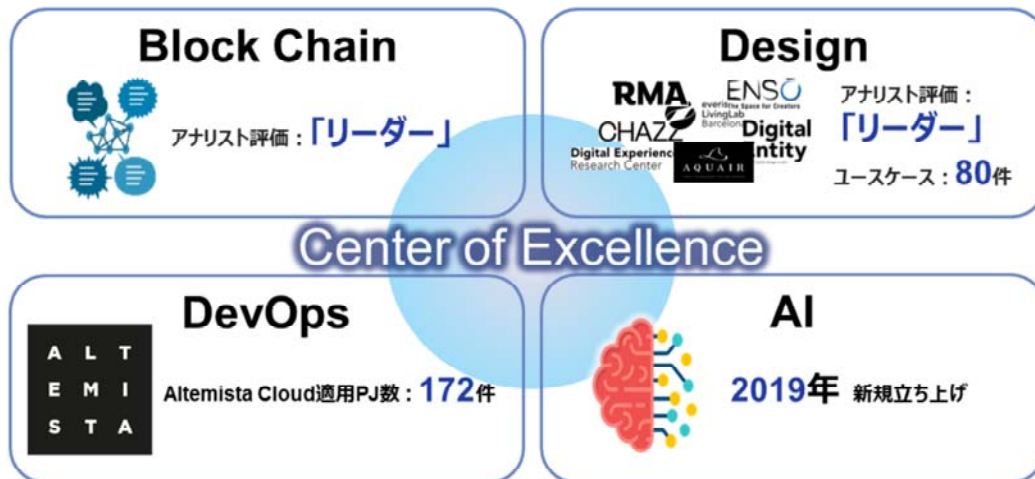 Block Chain
アナリスト評価：「リーダー」
Design
RMA
CHAZZ
Digital Experience
Research Center
everis
LivingLab
Barcelona
ENSŌ
The Space for Creators
Digital
Entity
AQUAIR
アナリスト評価：
「リーダー」
ユースケース：80件
Center of Excellence
DevOps
ALT
EMI
STA
Altemista Cloud適用PJ数：172件
AI
2019年 新規立ち上げ